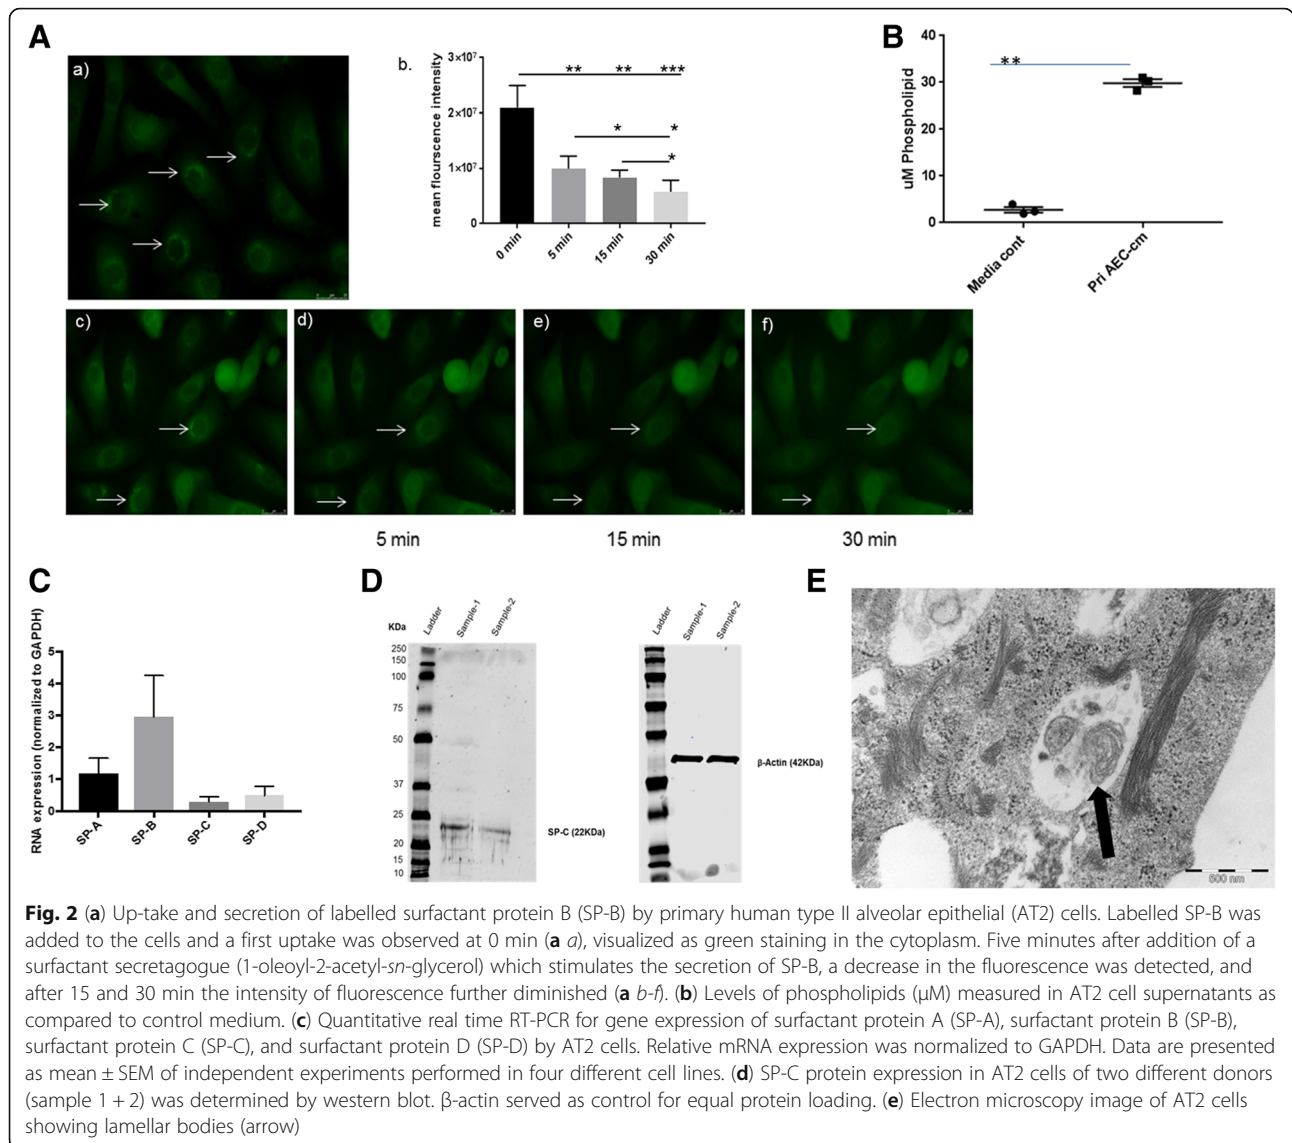 A
a)
b.
mean flourscence intensity
3×10⁷
2×10⁷
1×10⁷
0
** ** ***
* *
*
0 min
5 min
15 min
30 min
B
uM Phospholipid
40
30
20
10
0
**
Media cont
Pri AEC-cm
c)
d)
e)
f)
5 min
15 min
30 min
C
RNA expression (normalized to GAPDH)
5
4
3
2
1
0
SP-A
SP-B
SP-C
SP-D
D
KDa
Ladder
Sample-1
Sample-2
250
150
100
75
50
37
25
20
15
10
SP-C (22KDa)
Ladder
Sample-1
Sample-2
β-Actin (42KDa)
E
500 nm
Fig. 2 (a) Up-take and secretion of labelled surfactant protein B (SP-B) by primary human type II alveolar epithelial (AT2) cells. Labelled SP-B was
added to the cells and a first uptake was observed at 0 min (a a), visualized as green staining in the cytoplasm. Five minutes after addition of a
surfactant secretagogue (1-oleoyl-2-acetyl-sn-glycerol) which stimulates the secretion of SP-B, a decrease in the fluorescence was detected, and
after 15 and 30 min the intensity of fluorescence further diminished (a b-f). (b) Levels of phospholipids (μM) measured in AT2 cell supernatants as
compared to control medium. (c) Quantitative real time RT-PCR for gene expression of surfactant protein A (SP-A), surfactant protein B (SP-B),
surfactant protein C (SP-C), and surfactant protein D (SP-D) by AT2 cells. Relative mRNA expression was normalized to GAPDH. Data are presented
as mean ± SEM of independent experiments performed in four different cell lines. (d) SP-C protein expression in AT2 cells of two different donors
(sample 1 + 2) was determined by western blot. β-actin served as control for equal protein loading. (e) Electron microscopy image of AT2 cells
showing lamellar bodies (arrow)